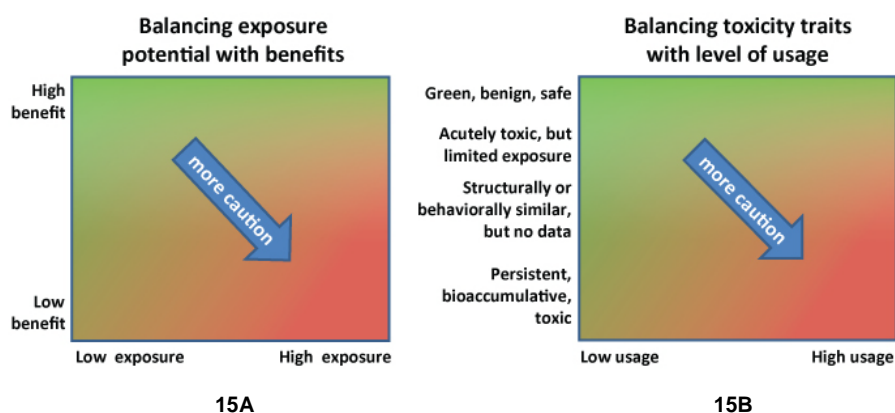 Balancing exposure
potential with benefits
High
benefit
more caution
Low
benefit
Low exposure
High exposure
15A
Balancing toxicity traits
with level of usage
Green, benign, safe
Acutely toxic, but
limited exposure
Structurally or
behaviorally similar,
but no data
Persistent,
bioaccumulative,
toxic
more caution
Low usage
High usage
15B